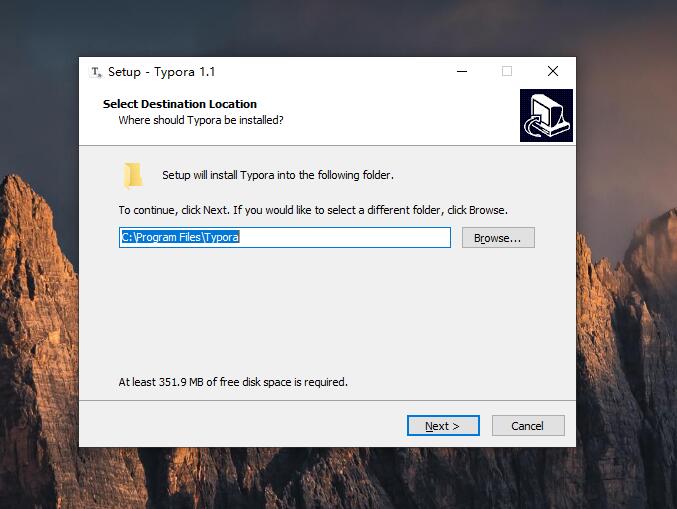 Setup - Typora 1.1
Select Destination Location
Where should Typora be installed?
Setup will install Typora into the following folder.
To continue, click Next. If you would like to select a different folder, click Browse.
C:\Program Files\Typora
Browse...
At least 351.9 MB of free disk space is required.
Next >
Cancel